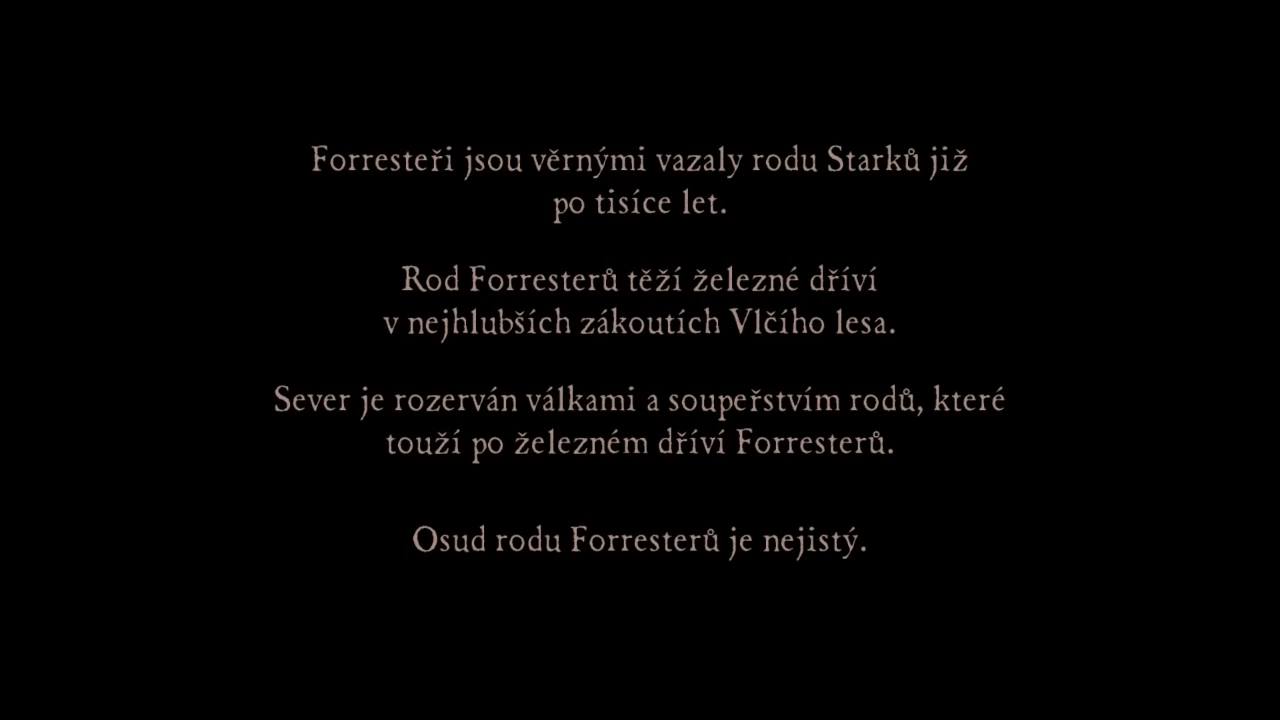 Forresteři jsou věrnými vazaly rodu Starků již
po tisíce let.
Rod Forresterů těží železné dříví
v nejhlubších zákoutích Vlčího lesa.
Sever je rozerván válkami a soupeřstvím rodů, které
touží po železném dříví Forresterů.
Osud rodu Forresterů je nejistý.